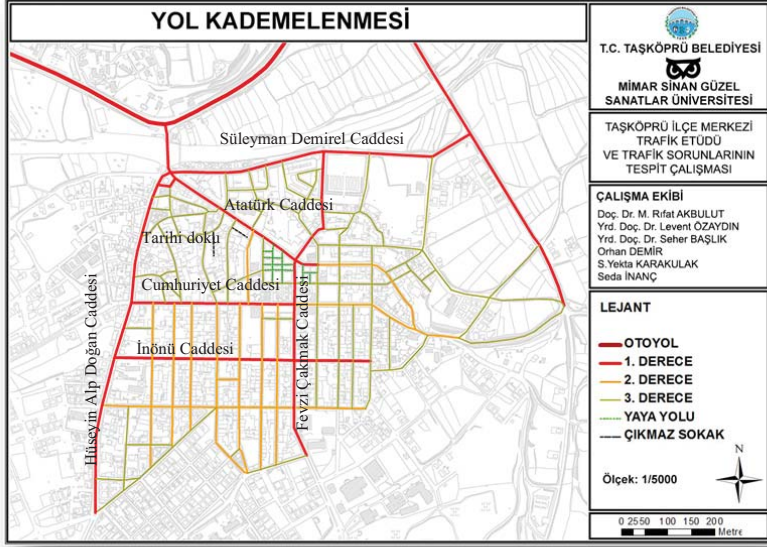 YOL KADEMELENMESİ
T.C. TAŞKÖPRÜ BELEDİYESİ
MİMAR SİNAN GÜZEL
SANATLAR ÜNİVERSİTESİ
TAŞKÖPRÜ İLÇE MERKEZİ
TRAFİK ETÜDÜ
VE TRAFİK SORUNLARININ
TESPİT ÇALIŞMASI
ÇALIŞMA EKİBİ
Doç. Dr. M. Rıfat AKBULUT
Yrd. Doç. Dr. Levent ÖZAYDIN
Yrd. Doç. Dr. Seher BAŞLIK
Orhan DEMİR
S.Yekta KARAKULAK
Seda İNANÇ
LEJANT
OTOYOL
1. DERECE
2. DERECE
3. DERECE
YAYA YOLU
ÇIKMAZ SOKAK
N
Ölçek: 1/5000
0 25 50 100 150 200
Metre
Süleyman Demirel Caddesi
Atatürk Caddesi
Tarihi doku
Cumhuriyet Caddesi
İnönü Caddesi
Hüseyin Alp Doğan Caddesi
Fevzi Çakmak Caddesi